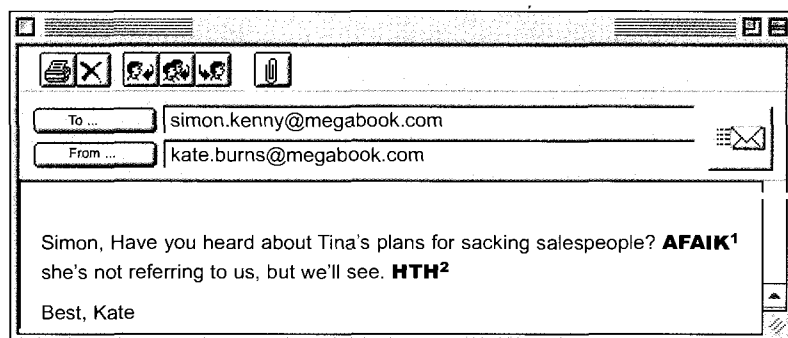 To ...
simon.kenny@megabook.com
From ...
kate.burns@megabook.com
Simon, Have you heard about Tina's plans for sacking salespeople? AFAIK¹
she's not referring to us, but we'll see. HTH²
Best, Kate